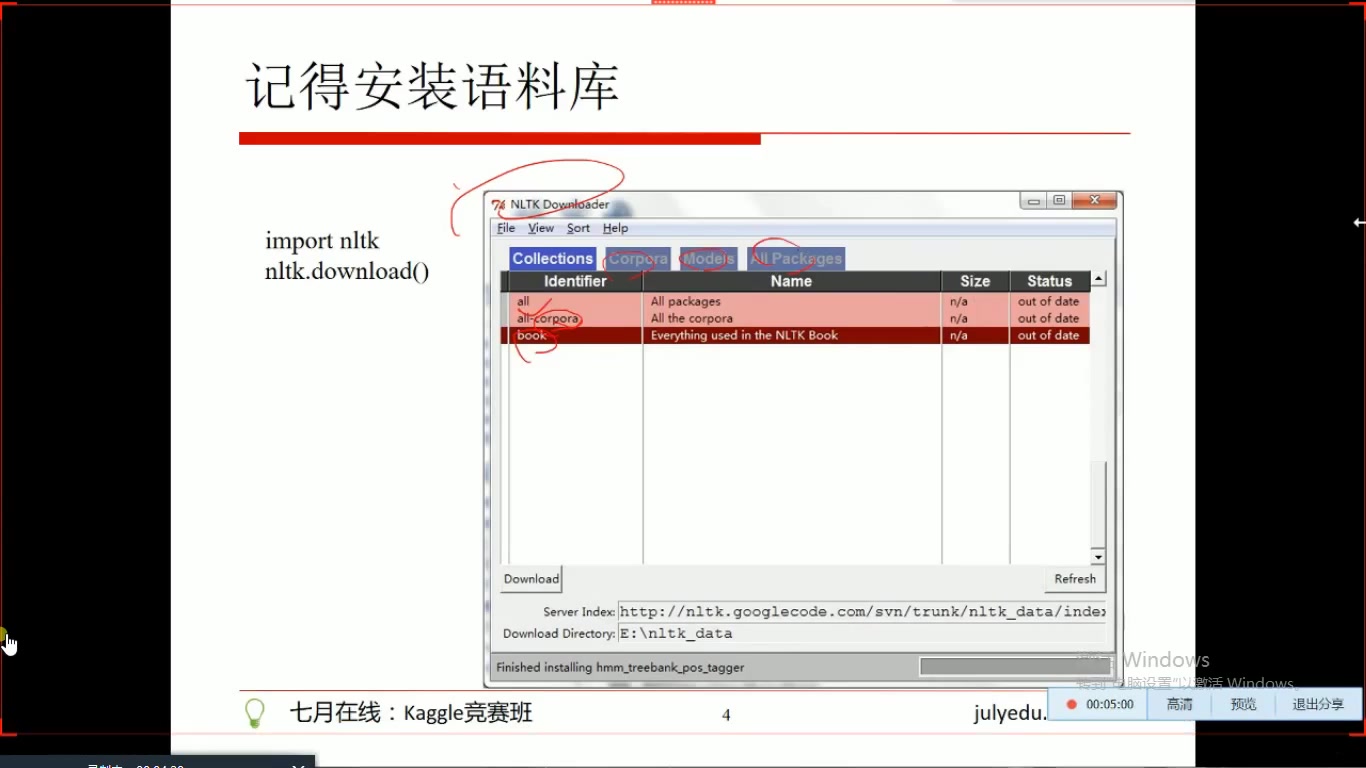 记得安装语料库
import nltk
nltk.download()
NLTK Downloader
File View Sort Help
Collections Corpora Models All Packages
Identifier Name Size Status
all All packages n/a out of date
all-corpora All the corpora n/a out of date
book Everything used in the NLTK Book n/a out of date
Download Refresh
Server Index: http://nltk.googlecode.com/svn/trunk/nltk_data/index
Download Directory: E:\nltk_data
Finished installing hmm_treebank_pos_tagger
Windows
转到"电脑设置"以激活 Windows。
七月在线：Kaggle竞赛班 4 julyedu.
00:05:00 高清 预览 退出分享